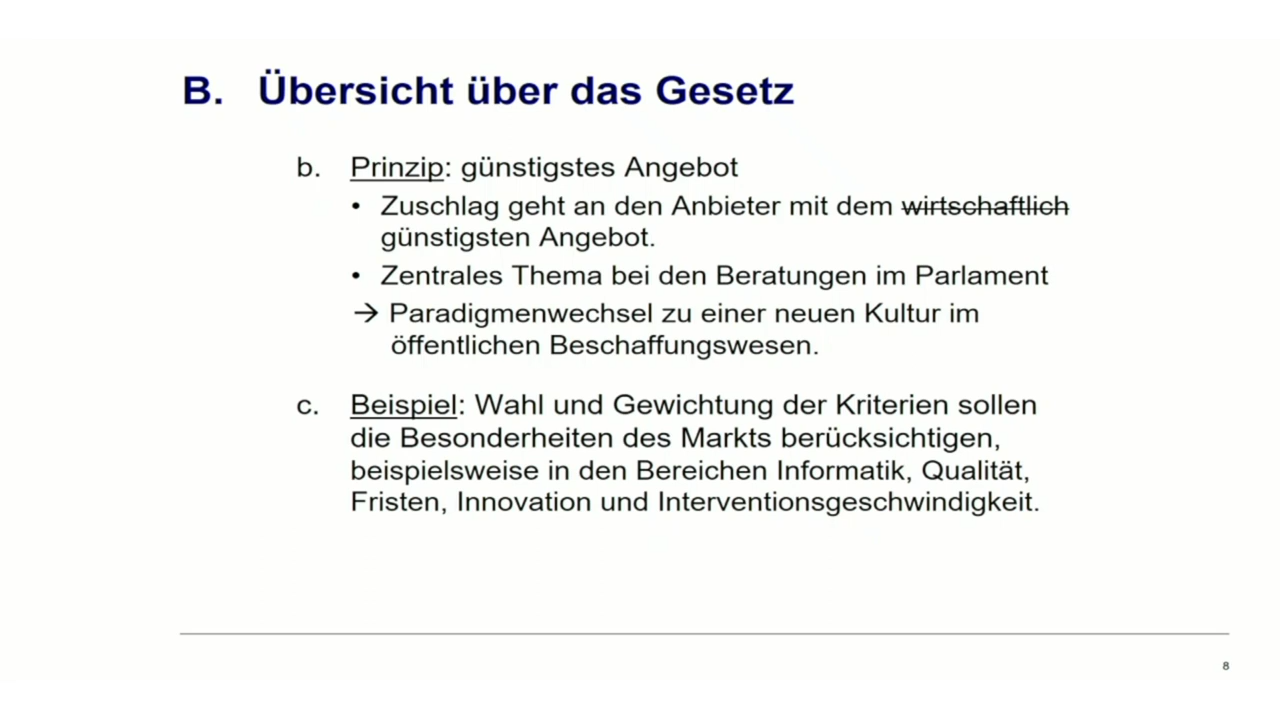 B. Übersicht über das Gesetz
b. Prinzip: günstigstes Angebot
• Zuschlag geht an den Anbieter mit dem wirtschaftlich
günstigsten Angebot.
• Zentrales Thema bei den Beratungen im Parlament
→ Paradigmenwechsel zu einer neuen Kultur im
öffentlichen Beschaffungswesen.
c. Beispiel: Wahl und Gewichtung der Kriterien sollen
die Besonderheiten des Markts berücksichtigen,
beispielsweise in den Bereichen Informatik, Qualität,
Fristen, Innovation und Interventionsgeschwindigkeit.
8